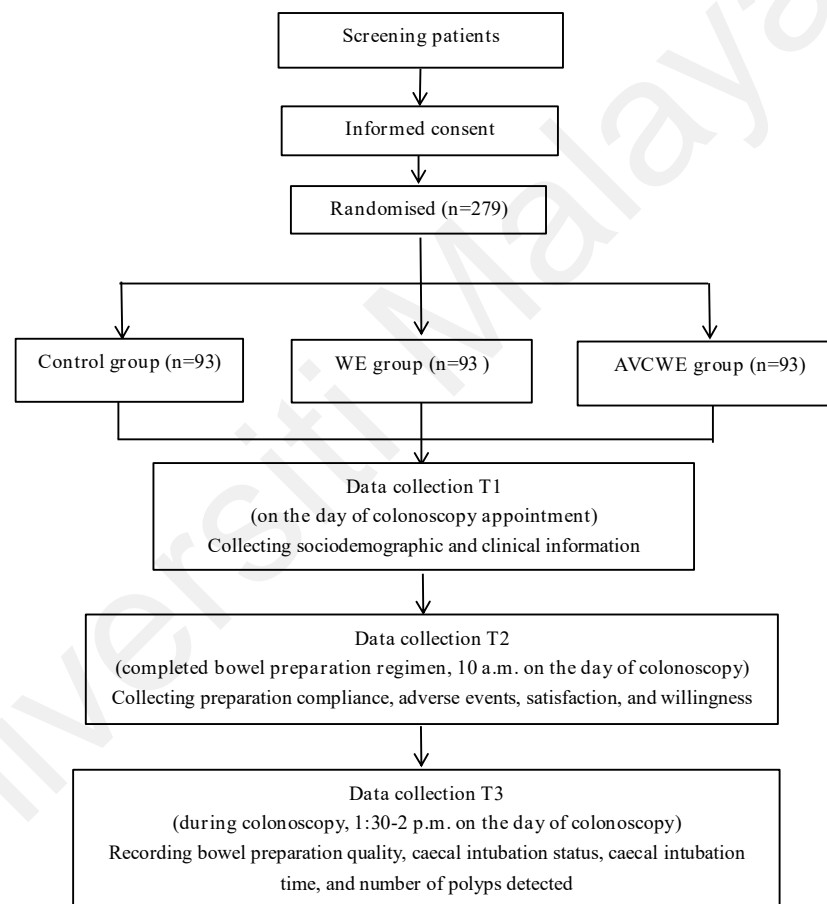 Screening patients
Informed consent
Randomised (n=279)
Control group (n=93)
WE group (n=93 )
AVCWE group (n=93)
Data collection T1
(on the day of colonoscopy appointment)
Collecting sociodemographic and clinical information
Data collection T2
(completed bowel preparation regimen, 10 a.m. on the day of colonoscopy)
Collecting preparation compliance, adverse events, satisfaction, and willingness
Data collection T3
(during colonoscopy, 1:30-2 p.m. on the day of colonoscopy)
Recording bowel preparation quality, caecal intubation status, caecal intubation
time, and number of polyps detected
niversiti Malaya